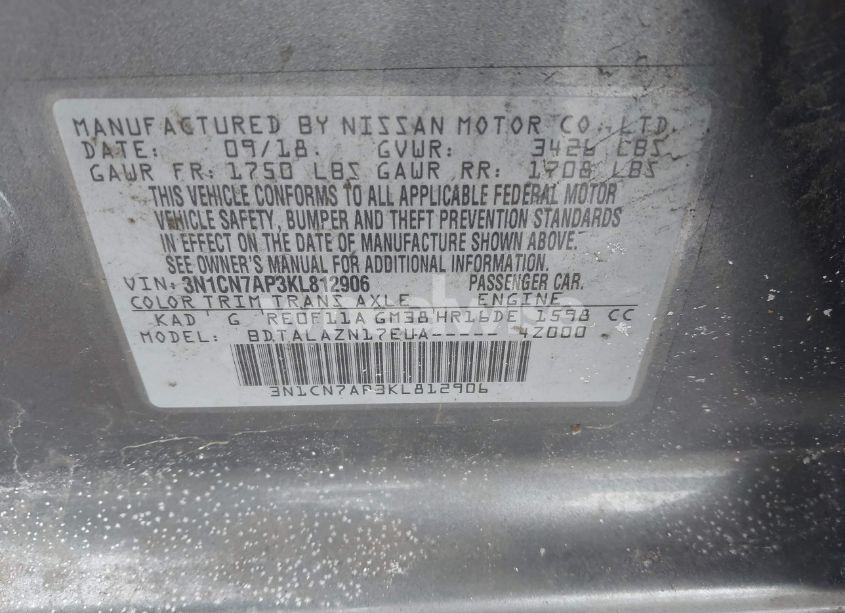 MANUFACTURED BY NISSAN MOTOR CO., LTD.
DATE: 09/18 GVWR: 3426 LBS
GAWR FR: 1750 LBS GAWR RR: 1708 LBS
THIS VEHICLE CONFORMS TO ALL APPLICABLE FEDERAL MOTOR
VEHICLE SAFETY, BUMPER AND THEFT PREVENTION STANDARDS
IN EFFECT ON THE DATE OF MANUFACTURE SHOWN ABOVE.
SEE OWNER'S MANUAL FOR ADDITIONAL INFORMATION.
VIN: 3N1CN7AP3KL812906 PASSENGER CAR.
COLOR TRIM TRANS AXLE ENGINE
KAD G RE0F11A GM38 HR16DE 1598 CC
MODEL: BDTALAZN17EUA----- 4Z000
3N1CN7AP3KL812906